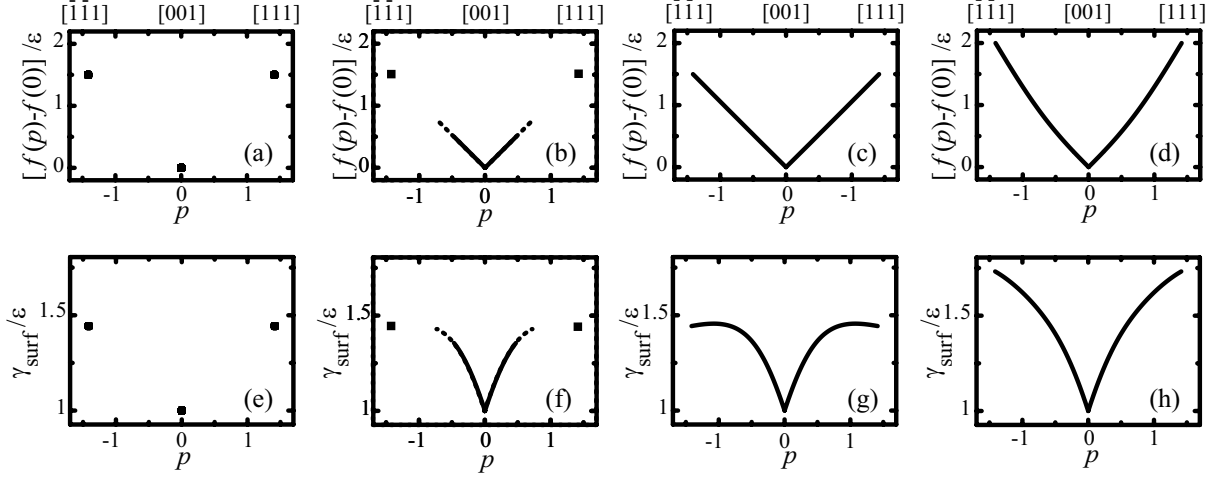 [1̄1̄1] [001] [111] [1̄1̄1] [001] [111] [1̄1̄1] [001] [111] [1̄1̄1] [001] [111]
[f(p)-f(0)] /ε 2 1 0 (a) -1 0 1 p
[f(p)-f(0)] /ε 2 1 0 (b) -1 0 1 p
[f(p)-f(0)] /ε 2 1 0 (c) -1 0 -1 p
[f(p)-f(0)] /ε 2 1 0 (d) -1 0 1 p
γsurf/ε 1.5 1 (e) -1 0 1 p
γsurf/ε 1.5 1 (f) -1 0 1 p
γsurf/ε 1.5 1 (g) -1 0 1 p
γsurf/ε 1.5 1 (h) -1 0 1 p